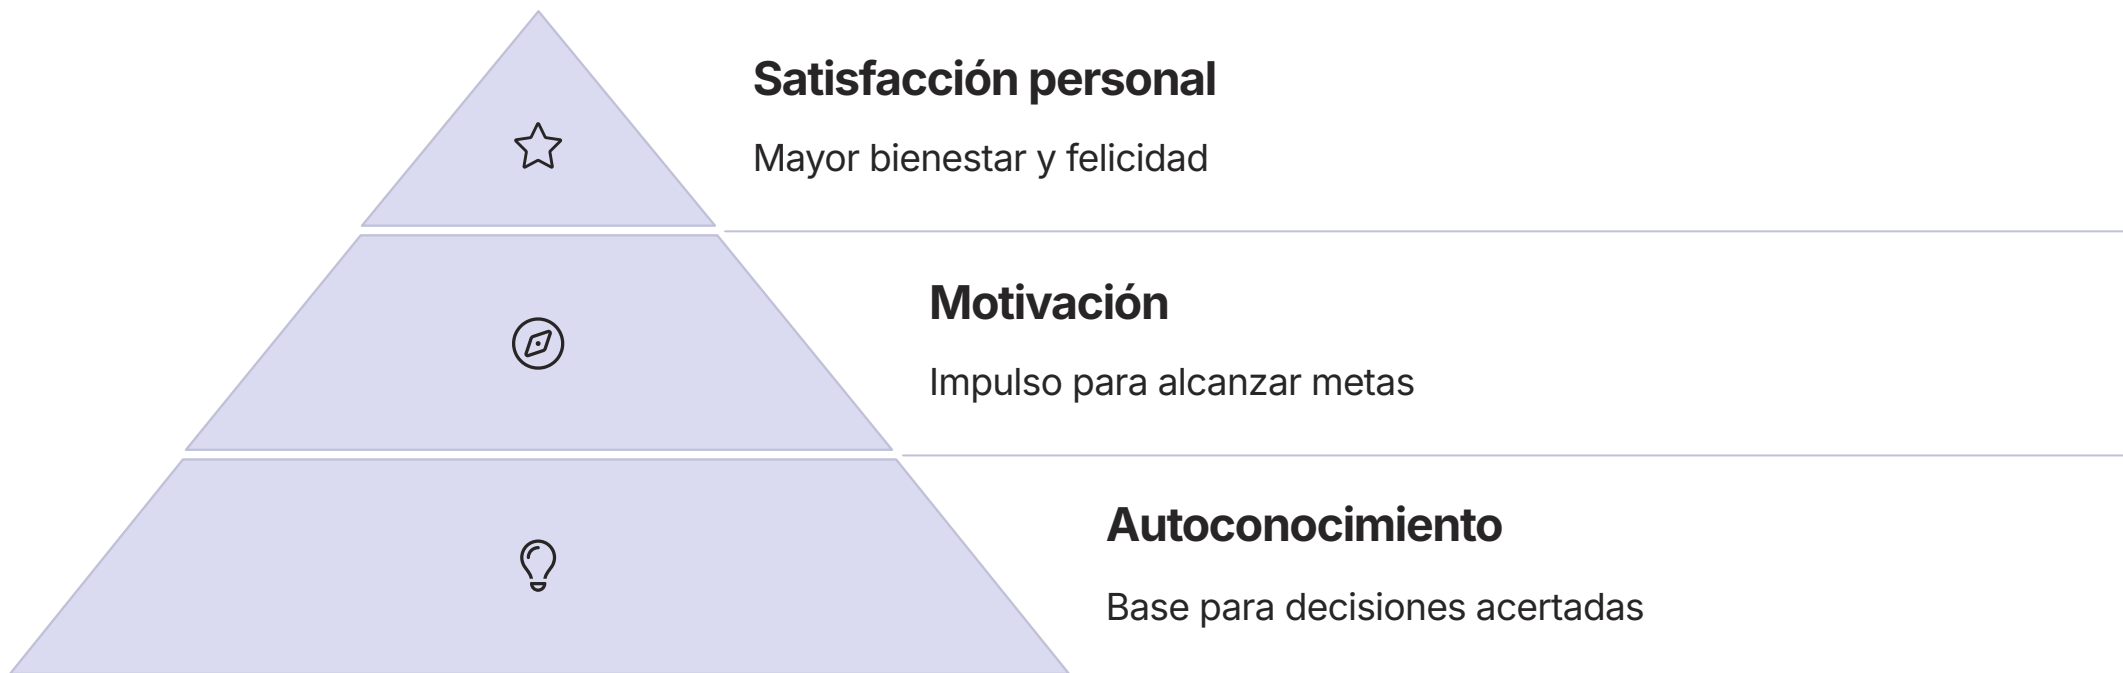 Satisfacción personal
Mayor bienestar y felicidad
Motivación
Impulso para alcanzar metas
Autoconocimiento
Base para decisiones acertadas